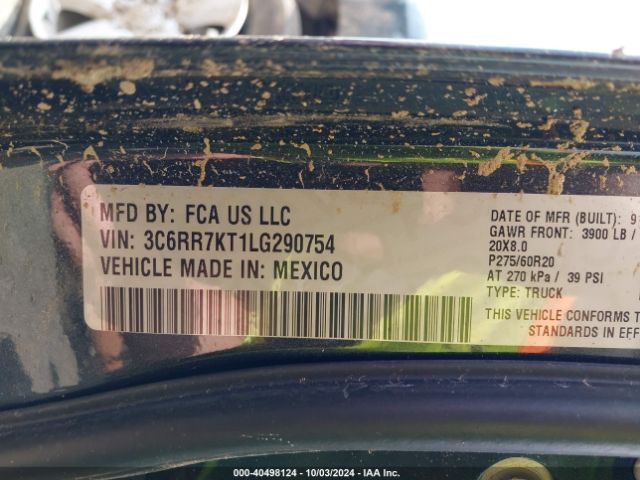 MFD BY: FCA US LLC
VIN: 3C6RR7KT1LG290754
VEHICLE MADE IN: MEXICO
DATE OF MFR (BUILT): 9
GAWR FRONT: 3900 LB /
20X8.0
P275/60R20
AT 270 kPa / 39 PSI
TYPE: TRUCK
THIS VEHICLE CONFORMS T
STANDARDS IN EFF
000-40498124 - 10/03/2024 - IAA Inc.